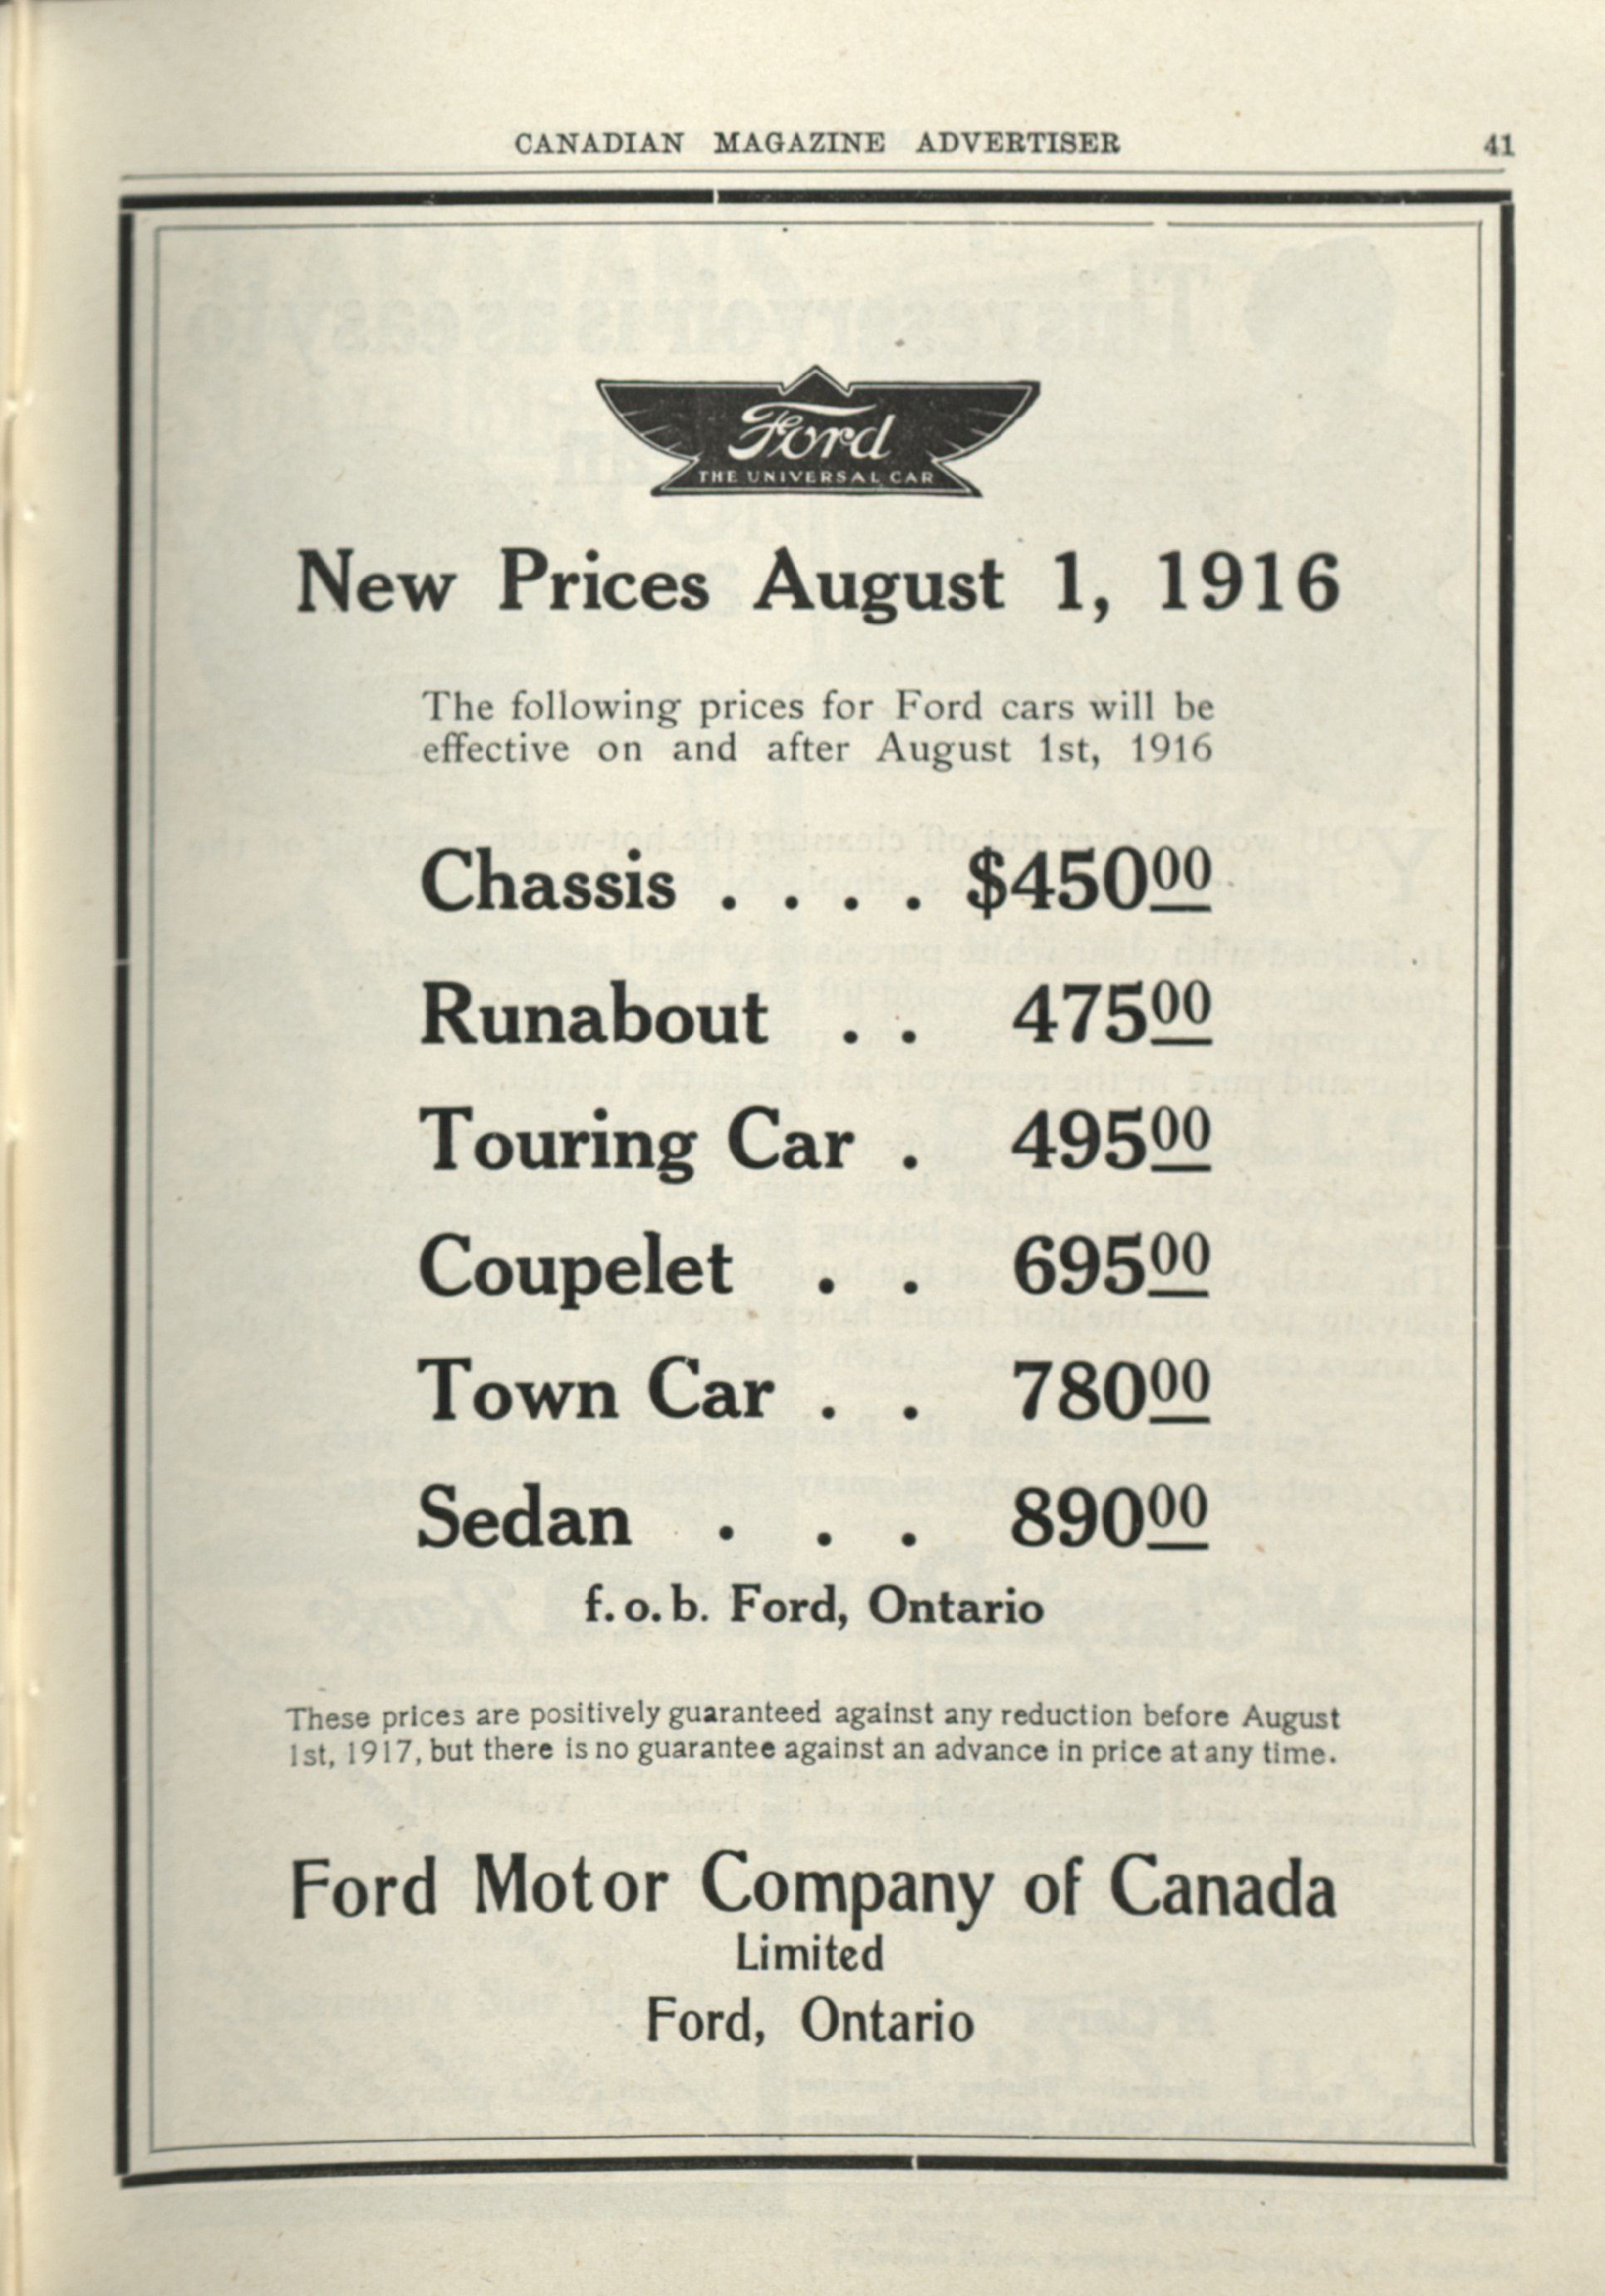 CANADIAN MAGAZINE ADVERTISER 41
Ford
THE UNIVERSAL CAR
New Prices August 1, 1916
The following prices for Ford cars will be
effective on and after August 1st, 1916
Chassis . . . . $45000
Runabout . . 47500
Touring Car . 49500
Coupelet . . 69500
Town Car . . 78000
Sedan . . . 89000
f. o. b. Ford, Ontario
These prices are positively guaranteed against any reduction before August
1st, 1917, but there is no guarantee against an advance in price at any time.
Ford Motor Company of Canada
Limited
Ford, Ontario